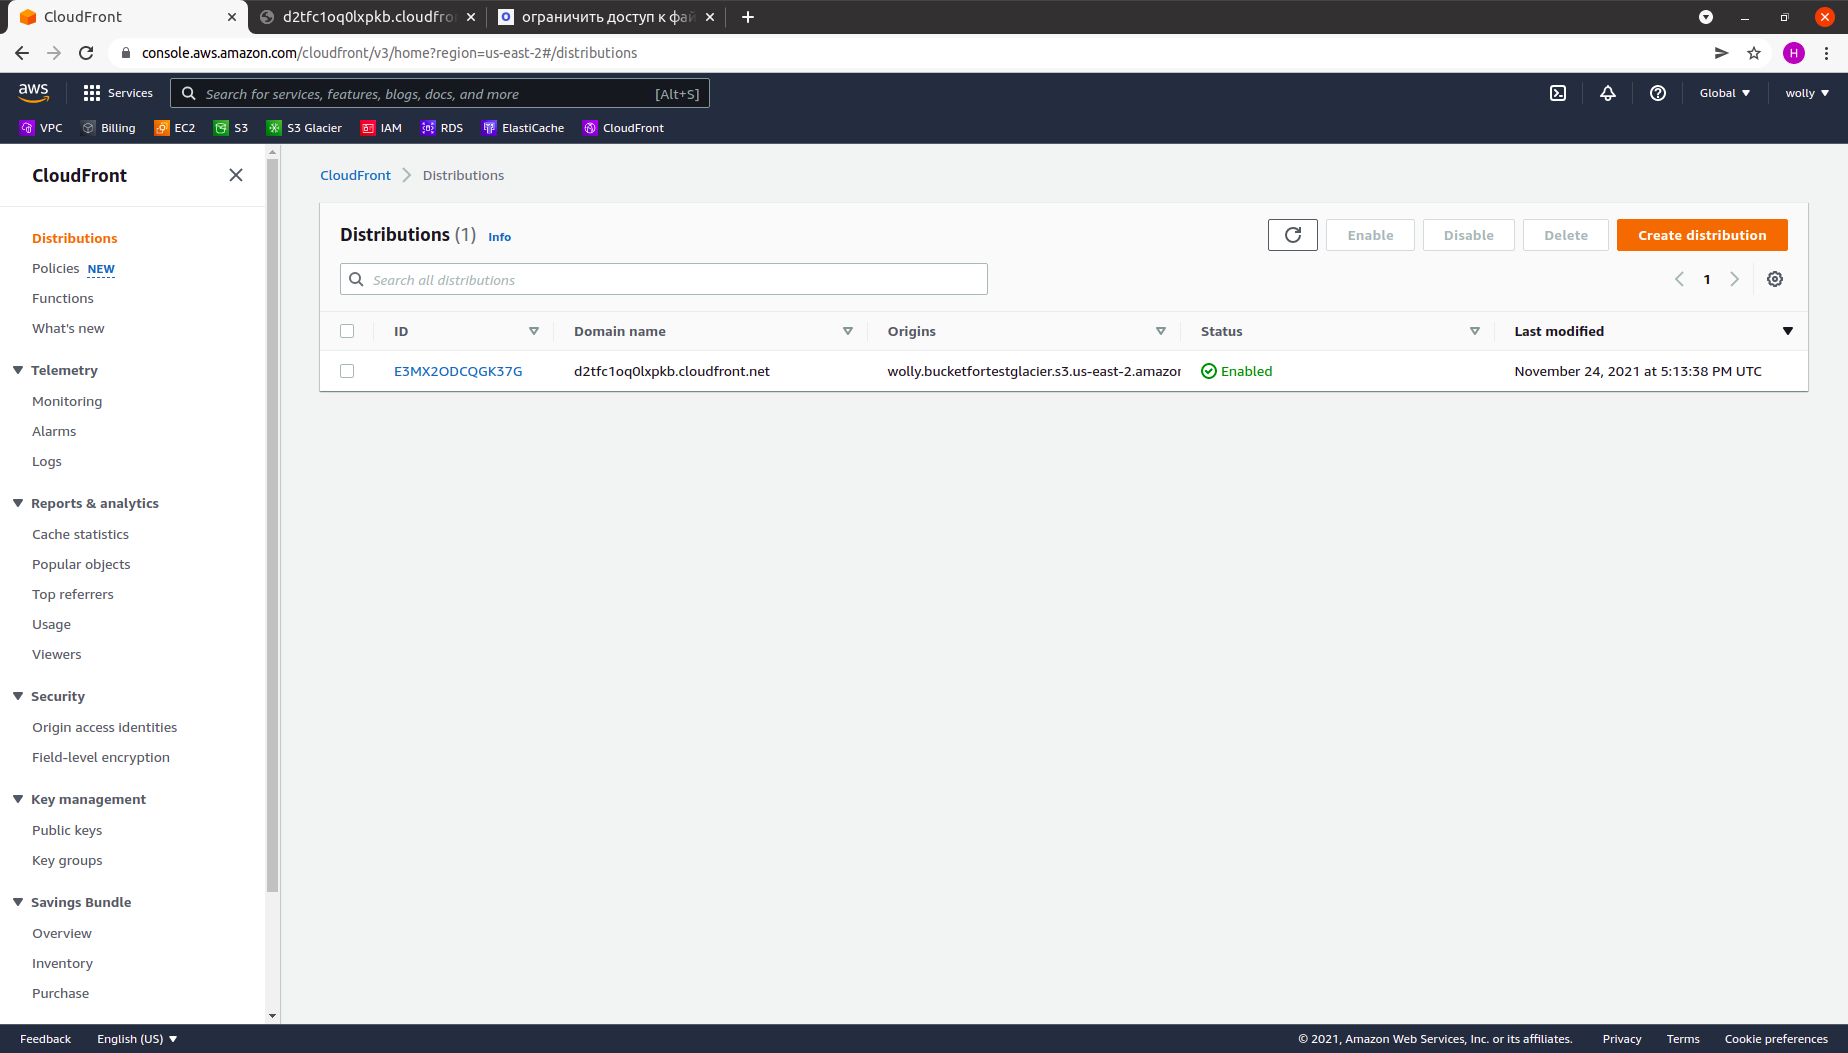 CloudFront
d2tfc1oq0lxpkb.cloudfro
ограничить доступ к фай
console.aws.amazon.com/cloudfront/v3/home?region=us-east-2#/distributions
H
aws
Services
Search for services, features, blogs, docs, and more
[Alt+S]
Global
wolly
VPC
Billing
EC2
S3
S3 Glacier
IAM
RDS
ElastiCache
CloudFront
CloudFront
Distributions
Policies NEW
Functions
What's new
Telemetry
Monitoring
Alarms
Logs
Reports & analytics
Cache statistics
Popular objects
Top referrers
Usage
Viewers
Security
Origin access identities
Field-level encryption
Key management
Public keys
Key groups
Savings Bundle
Overview
Inventory
Purchase
CloudFront Distributions
Distributions (1) Info
Enable
Disable
Delete
Create distribution
Search all distributions
1
ID
Domain name
Origins
Status
Last modified
E3MX2ODCQGK37G
d2tfc1oq0lxpkb.cloudfront.net
wolly.bucketfortestglacier.s3.us-east-2.amazor
Enabled
November 24, 2021 at 5:13:38 PM UTC
Feedback
English (US)
© 2021, Amazon Web Services, Inc. or its affiliates.
Privacy
Terms
Cookie preferences